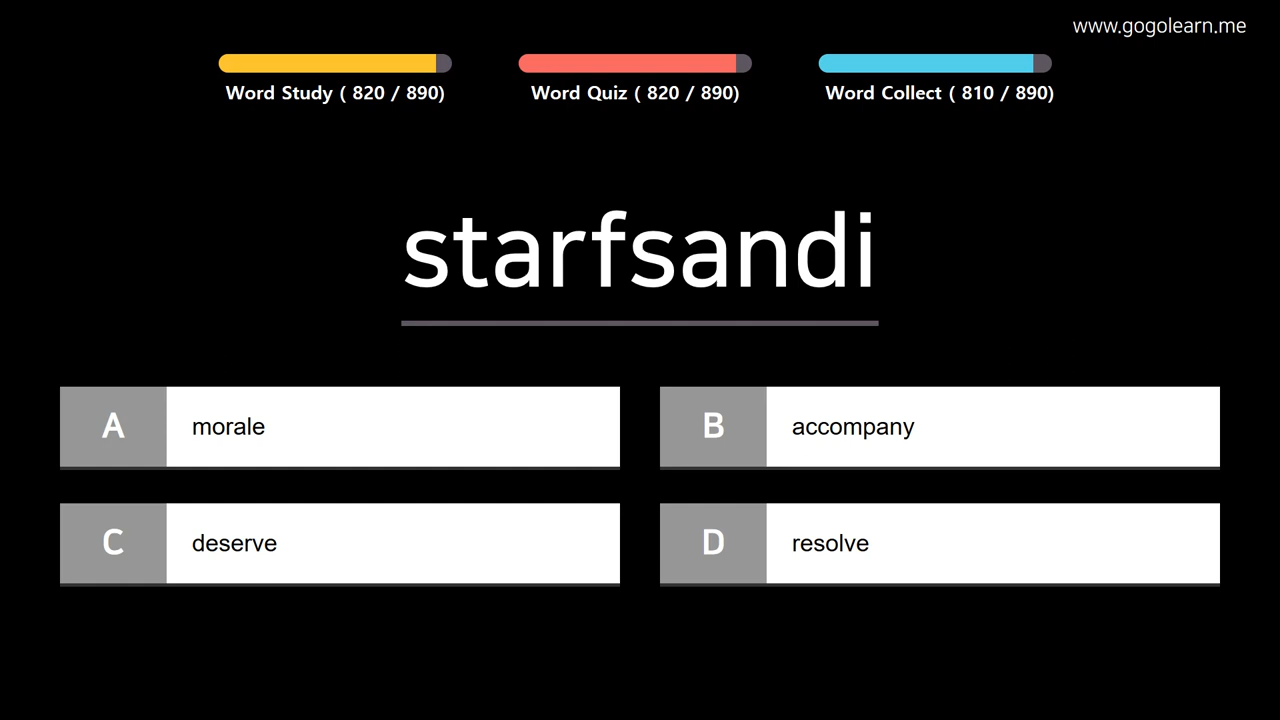 www.gogolearn.me
Word Study ( 820 / 890)
Word Quiz ( 820 / 890)
Word Collect ( 810 / 890)
starfsandi
A morale
B accompany
C deserve
D resolve